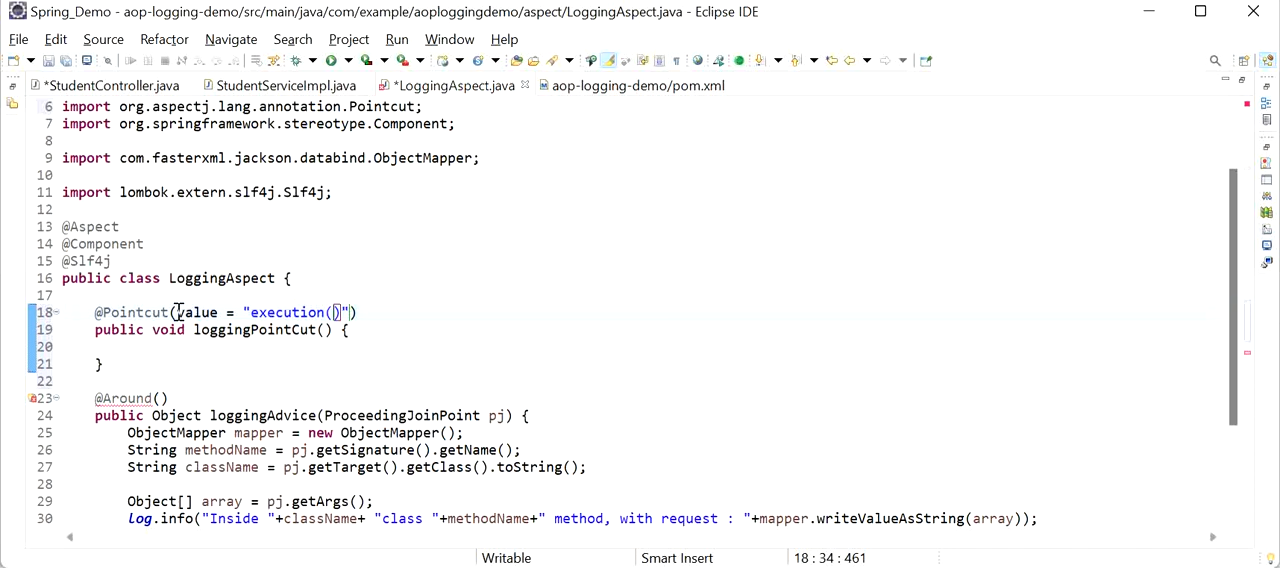 Spring_Demo - aop-logging-demo/src/main/java/com/example/aoploggingdemo/aspect/LoggingAspect.java - Eclipse IDE
File Edit Source Refactor Navigate Search Project Run Window Help
*StudentController.java StudentServiceImpl.java *LoggingAspect.java aop-logging-demo/pom.xml
6 import org.aspectj.lang.annotation.Pointcut;
7 import org.springframework.stereotype.Component;
8
9 import com.fasterxml.jackson.databind.ObjectMapper;
10
11 import lombok.extern.slf4j.Slf4j;
12
13 @Aspect
14 @Component
15 @Slf4j
16 public class LoggingAspect {
17
18 @Pointcut(value = "execution()")
19 public void loggingPointCut() {
20
21 }
22
23 @Around()
24 public Object loggingAdvice(ProceedingJoinPoint pj) {
25 ObjectMapper mapper = new ObjectMapper();
26 String methodName = pj.getSignature().getName();
27 String className = pj.getTarget().getClass().toString();
28
29 Object[] array = pj.getArgs();
30 log.info("Inside "+className+ "class "+methodName+" method, with request : "+mapper.writeValueAsString(array));
Writable Smart Insert 18 : 34 : 461